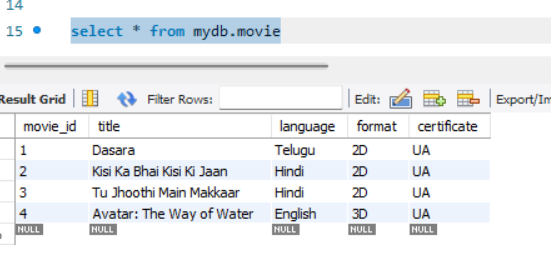 14
15 select * from mydb.movie
Result Grid Filter Rows: Edit: Export/Im
movie_id title language format certificate
1 Dasara Telugu 2D UA
2 Kisi Ka Bhai Kisi Ki Jaan Hindi 2D UA
3 Tu Jhoothi Main Makkaar Hindi 2D UA
4 Avatar: The Way of Water English 3D UA
NULL NULL NULL NULL NULL